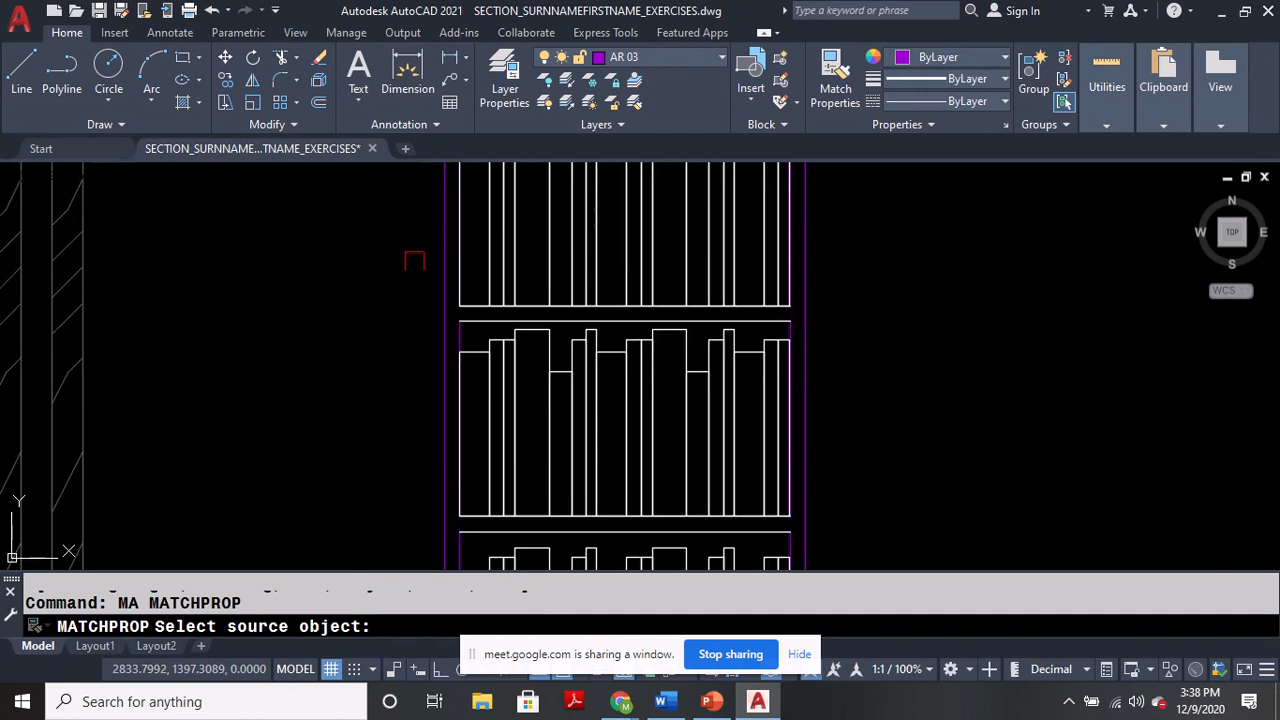 Autodesk AutoCAD 2021 SECTION_SURNNAMEFIRSTNAME_EXERCISES.dwg
Type a keyword or phrase
Sign In
Home Insert Annotate Parametric View Manage Output Add-ins Collaborate Express Tools Featured Apps
Line
Polyline
Circle
Arc
Draw
Modify
Text
Dimension
Annotation
Layer
Properties
AR 03
Layers
Insert
Block
Match
Properties
ByLayer
ByLayer
ByLayer
Properties
Group
Groups
Utilities
Clipboard
View
Start
SECTION_SURNNAME...TNAME_EXERCISES*
N
W TOP E
S
WCS
Y
X
Command: MA MATCHPROP
MATCHPROP Select source object:
Model Layout1 Layout2
meet.google.com is sharing a window. Stop sharing Hide
2833.7992, 1397.3089, 0.0000 MODEL
1:1 / 100%
Decimal
Search for anything
3:38 PM
12/9/2020